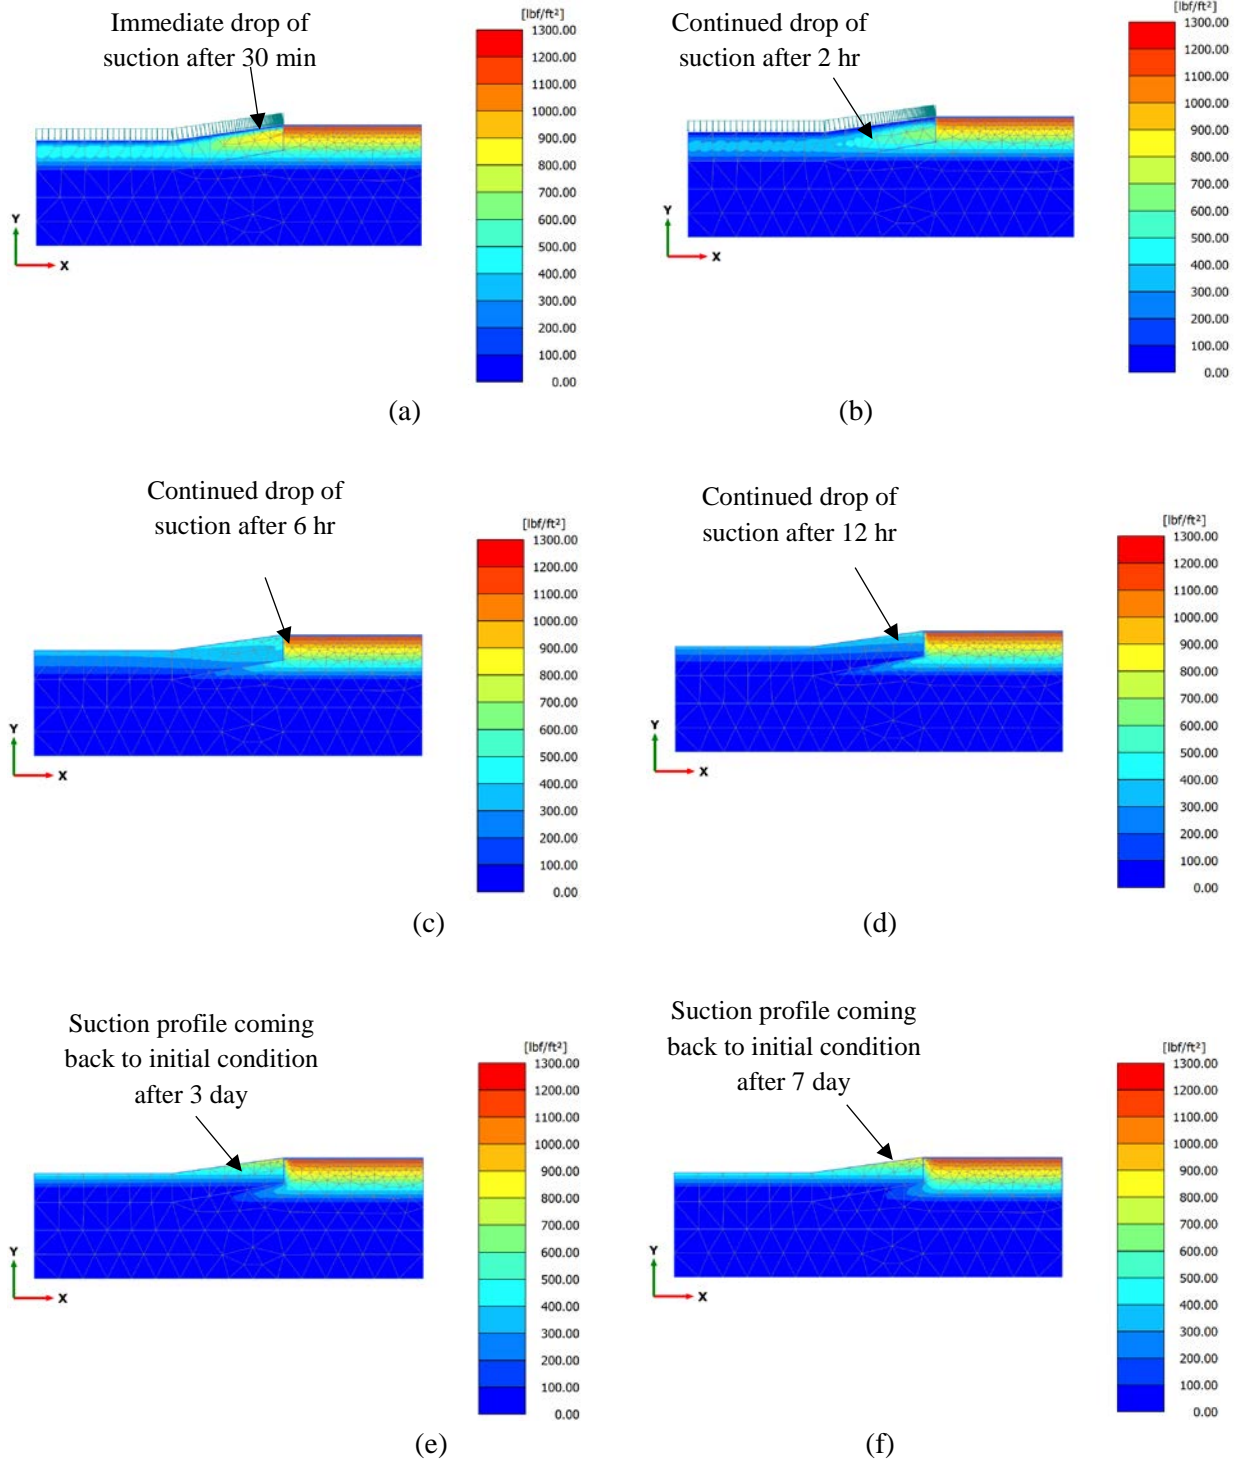 Immediate drop of
suction after 30 min
[lbf/ft²]
1300.00
1200.00
1100.00
1000.00
900.00
800.00
700.00
600.00
500.00
400.00
300.00
200.00
100.00
0.00
Y
X
(a)
Continued drop of
suction after 2 hr
[lbf/ft²]
1300.00
1200.00
1100.00
1000.00
900.00
800.00
700.00
600.00
500.00
400.00
300.00
200.00
100.00
0.00
Y
X
(b)
Continued drop of
suction after 6 hr
[lbf/ft²]
1300.00
1200.00
1100.00
1000.00
900.00
800.00
700.00
600.00
500.00
400.00
300.00
200.00
100.00
0.00
Y
X
(c)
Continued drop of
suction after 12 hr
[lbf/ft²]
1300.00
1200.00
1100.00
1000.00
900.00
800.00
700.00
600.00
500.00
400.00
300.00
200.00
100.00
0.00
Y
X
(d)
Suction profile coming
back to initial condition
after 3 day
[lbf/ft²]
1300.00
1200.00
1100.00
1000.00
900.00
800.00
700.00
600.00
500.00
400.00
300.00
200.00
100.00
0.00
Y
X
(e)
Suction profile coming
back to initial condition
after 7 day
[lbf/ft²]
1300.00
1200.00
1100.00
1000.00
900.00
800.00
700.00
600.00
500.00
400.00
300.00
200.00
100.00
0.00
Y
X
(f)